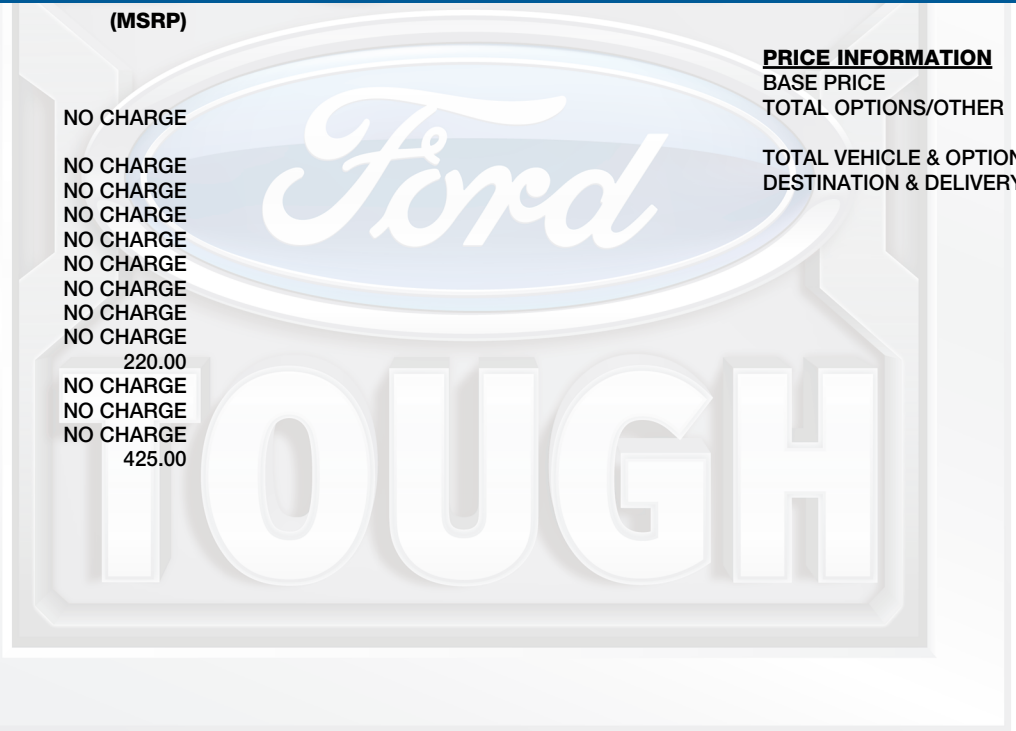 (MSRP)
NO CHARGE
NO CHARGE
NO CHARGE
NO CHARGE
NO CHARGE
NO CHARGE
NO CHARGE
NO CHARGE
NO CHARGE
220.00
NO CHARGE
NO CHARGE
NO CHARGE
425.00
PRICE INFORMATION
BASE PRICE
TOTAL OPTIONS/OTHER
TOTAL VEHICLE & OPTION
DESTINATION & DELIVERY
Ford
TOUGH